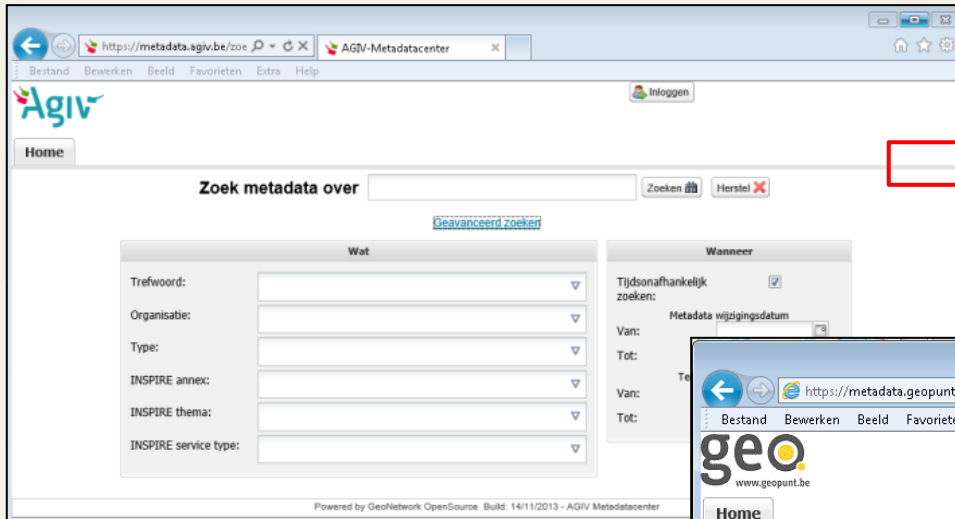 https://metadata.agiv.be/zoe
AGIV-Metadatacenter
Bestand Bewerken Beeld Favorieten Extra Help
Agiv
Inloggen
Home
Zoek metadata over
Zoeken
Herstel
Geavanceerd zoeken
Wat
Wanneer
Trefwoord:
Tijdsonafhankelijk
zoeken:
Organisatie:
Metadata wijzigingsdatum
Van:
Type:
Tot:
Te
INSPIRE annex:
Van:
INSPIRE thema:
Tot:
INSPIRE service type:
Powered by GeoNetwork OpenSource Build: 14/11/2013 - AGIV Metadatacenter
https://metadata.geopunt
Bestand Bewerken Beeld Favoriete
geo
www.geopunt.be
Home